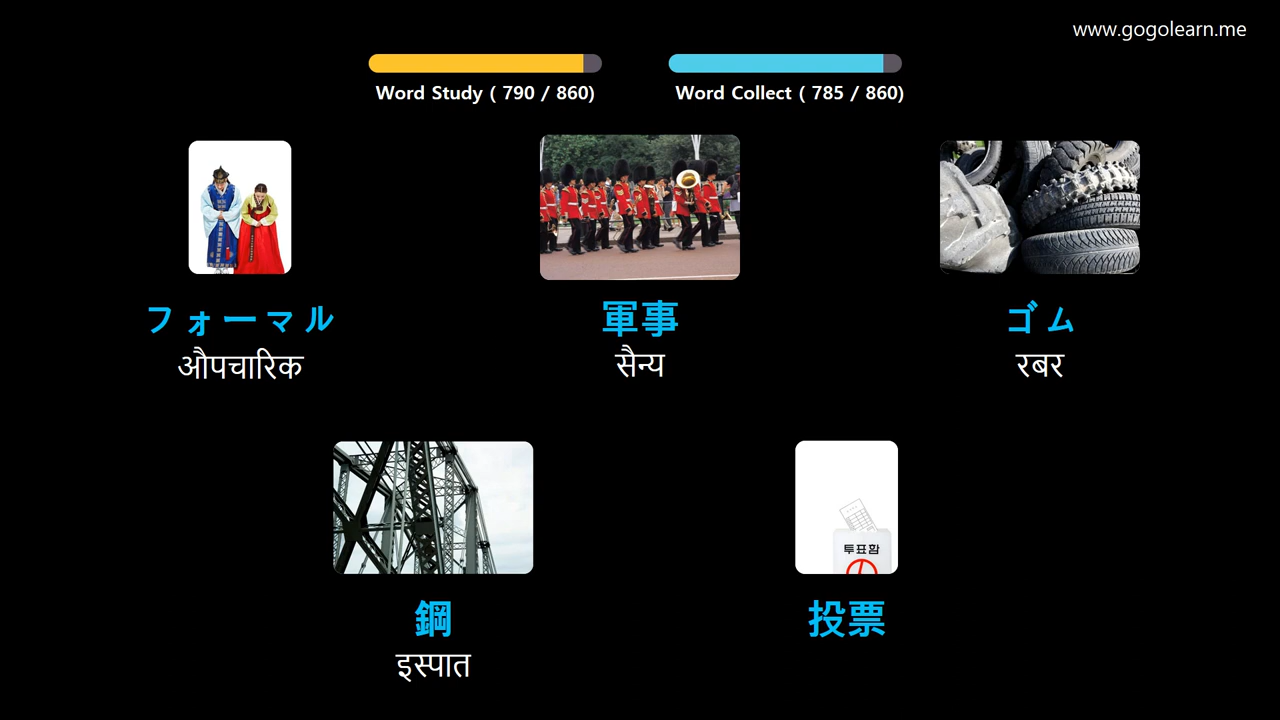 www.gogolearn.me
Word Study ( 790 / 860)
Word Collect ( 785 / 860)
フォーマル
औपचारिक
軍事
सैन्य
ゴム
रबर
투표함
鋼
इस्पात
投票